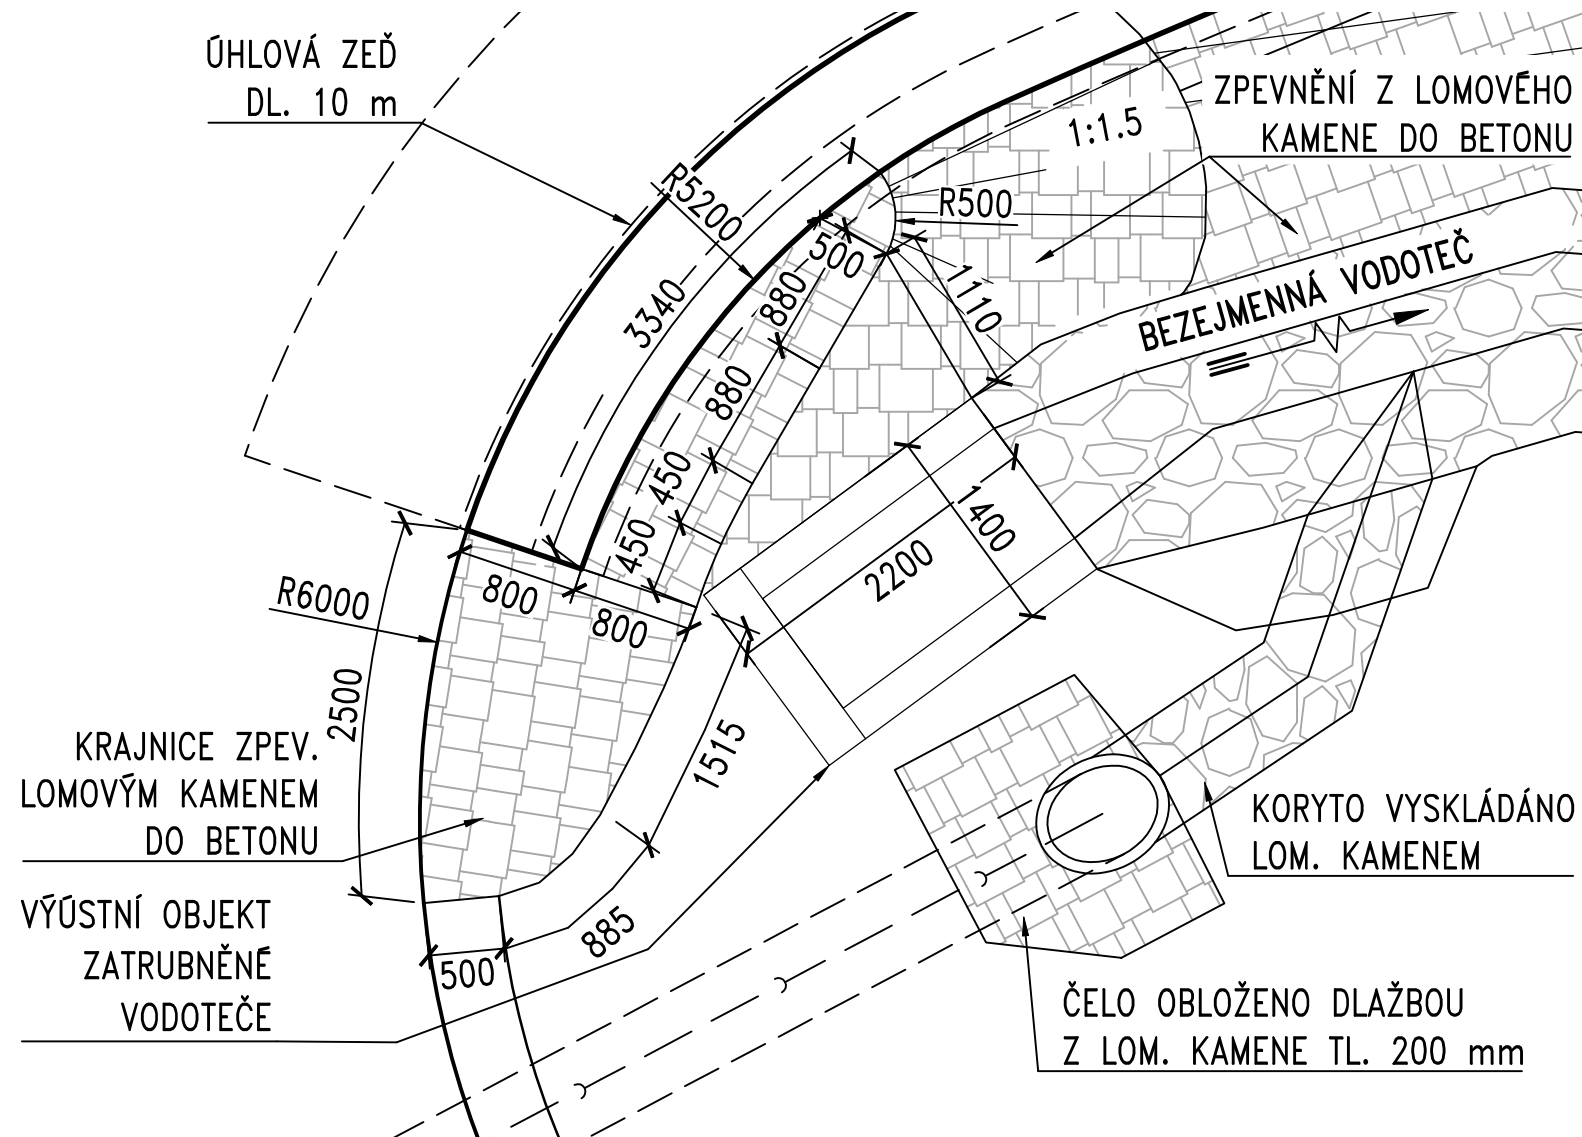 ÚHLOVÁ ZEĎ
DL. 10 m
ZPEVNĚNÍ Z LOMOVÉHO
KAMENE DO BETONU
1:1.5
R5200
R500
500
3340
880
1110
BEZEJMENNÁ VODOTEČ
880
450
450
1400
2200
800
800
R6000
2500
1515
KRAJNICE ZPEV.
LOMOVÝM KAMENEM
DO BETONU
KORYTO VYSKLÁDÁNO
LOM. KAMENEM
VÝÚSTNÍ OBJEKT
ZATRUBNĚNÉ
VODOTEČE
885
500
ČELO OBLOŽENO DLAŽBOU
Z LOM. KAMENE TL. 200 mm